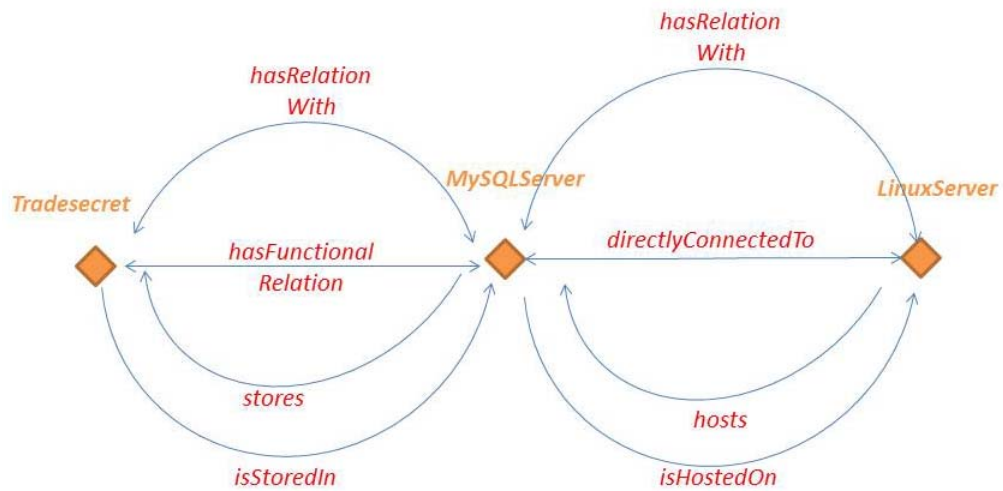 hasRelation
With
hasRelation
With
MySQLServer
LinuxServer
Tradesecret
directlyConnectedTo
hasFunctional
Relation
stores
hosts
isStoredIn
isHostedOn